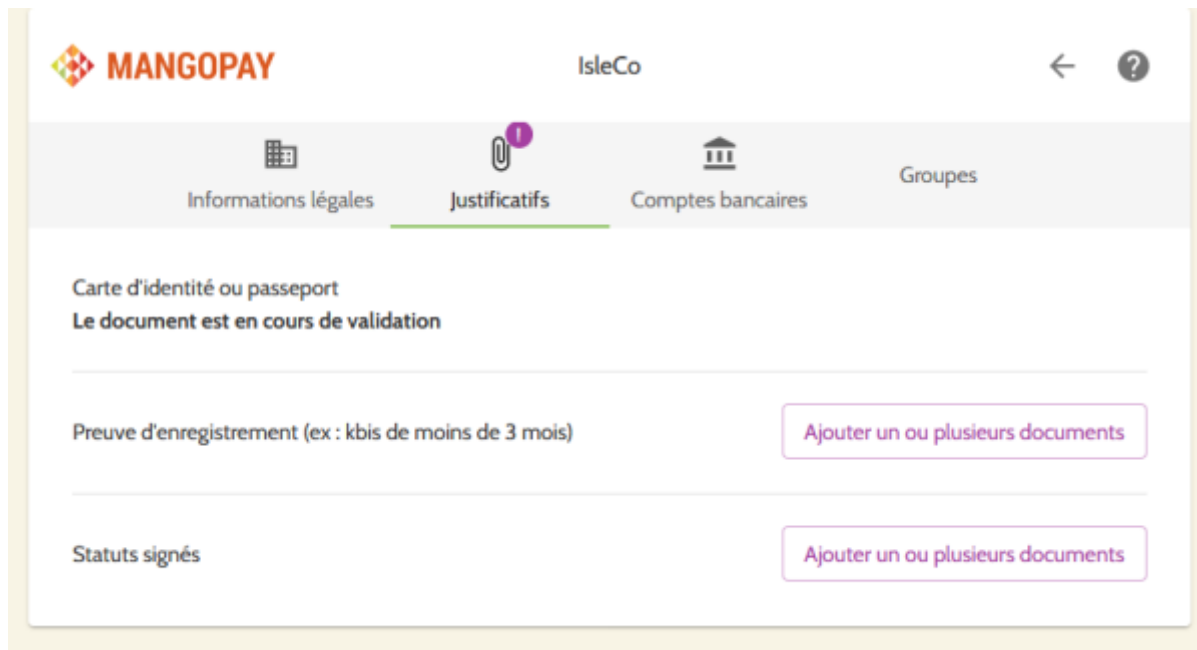 MANGOPAY
IsleCo
Informations légales
Justificatifs
Comptes bancaires
Groupes
Carte d'identité ou passeport
Le document est en cours de validation
Preuve d'enregistrement (ex : kbis de moins de 3 mois)
Ajouter un ou plusieurs documents
Statuts signés
Ajouter un ou plusieurs documents